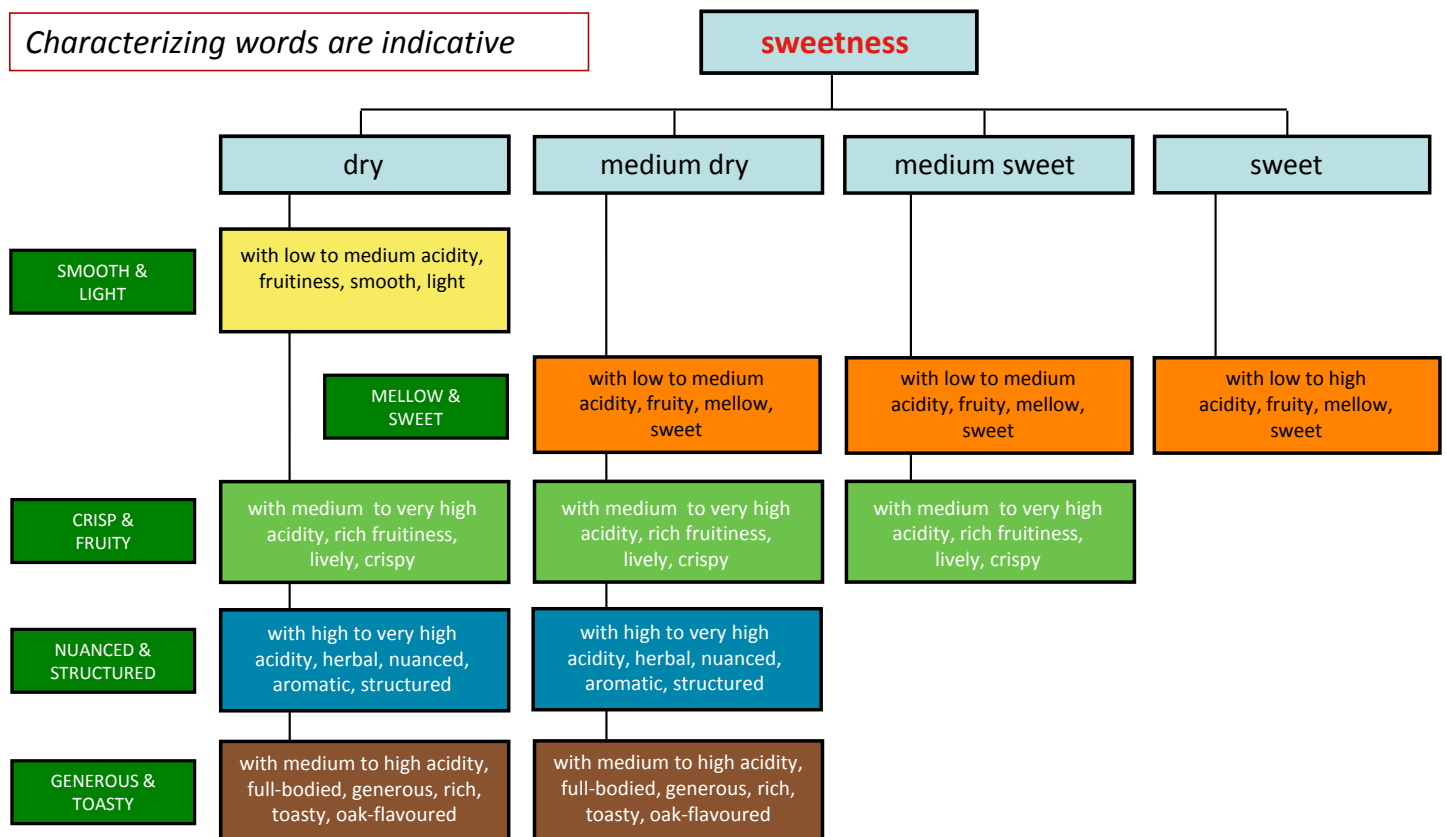 Characterizing words are indicative
sweetness
dry
medium dry
medium sweet
sweet
SMOOTH &
LIGHT
with low to medium acidity,
fruitiness, smooth, light
MELLOW &
SWEET
with low to medium
acidity, fruity, mellow,
sweet
with low to medium
acidity, fruity, mellow,
sweet
with low to high
acidity, fruity, mellow,
sweet
CRISP &
FRUITY
with medium to very high
acidity, rich fruitiness,
lively, crispy
with medium to very high
acidity, rich fruitiness,
lively, crispy
with medium to very high
acidity, rich fruitiness,
lively, crispy
NUANCED &
STRUCTURED
with high to very high
acidity, herbal, nuanced,
aromatic, structured
with high to very high
acidity, herbal, nuanced,
aromatic, structured
GENEROUS &
TOASTY
with medium to high acidity,
full-bodied, generous, rich,
toasty, oak-flavoured
with medium to high acidity,
full-bodied, generous, rich,
toasty, oak-flavoured